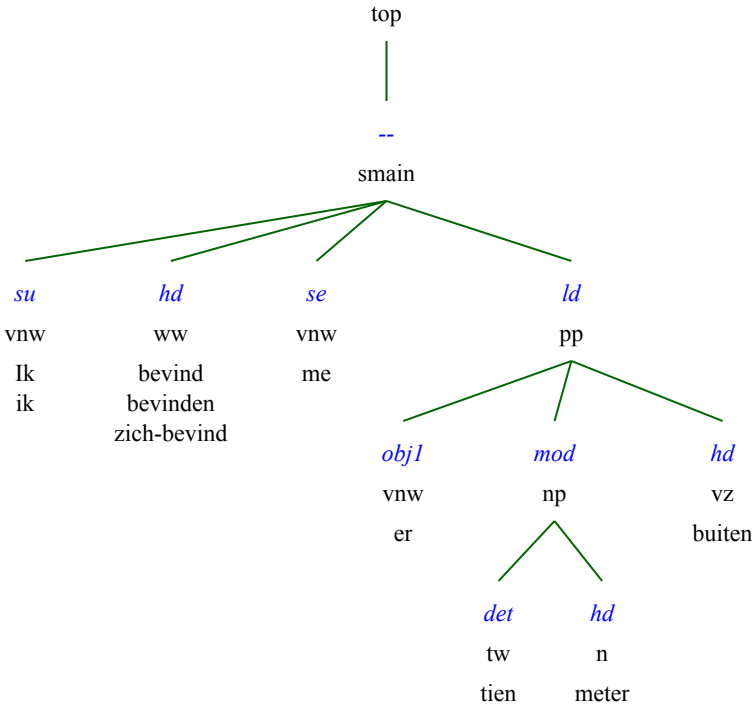 top
--
smain
su hd se ld
vnw ww vnw pp
Ik bevind me
ik bevinden
zich-bevind
obj1 mod hd
vnw np vz
er buiten
det hd
tw n
tien meter